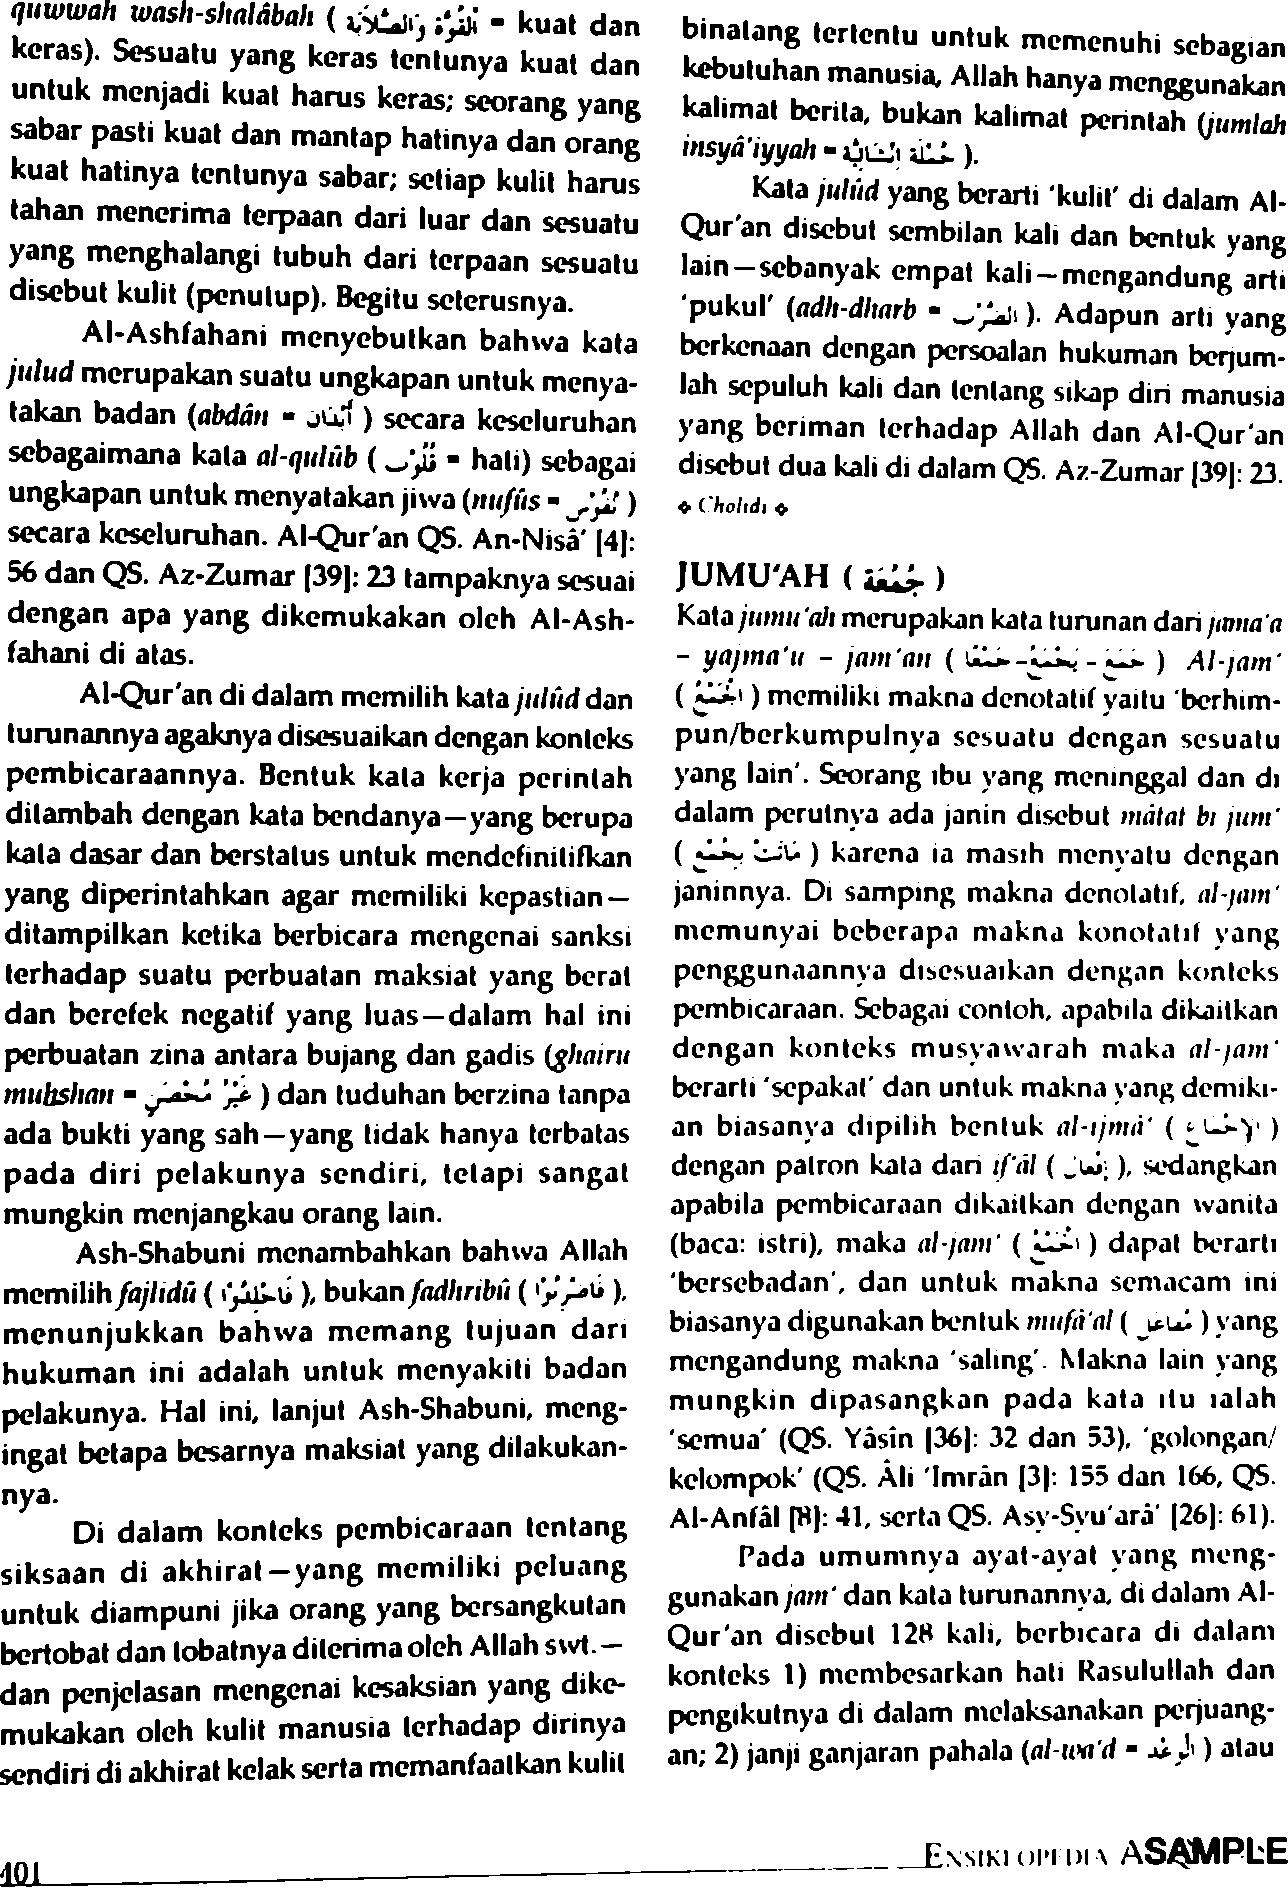 quwwah wash-shalâbah ( القُوَّةُ وَالصَّلَابَةُ = kuat dan
keras). Sesuatu yang keras tentunya kuat dan
untuk menjadi kuat harus keras; seorang yang
sabar pasti kuat dan mantap hatinya dan orang
kuat hatinya tentunya sabar; setiap kulit harus
tahan menerima terpaan dari luar dan sesuatu
yang menghalangi tubuh dari terpaan sesuatu
disebut kulit (penutup). Begitu seterusnya.
Al-Ashfahani menyebutkan bahwa kata
julud merupakan suatu ungkapan untuk menya-
takan badan (abdân = أَبْدَان ) secara keseluruhan
sebagaimana kata al-qulûb ( قُلُوْب = hati) sebagai
ungkapan untuk menyatakan jiwa (nufûs = نُفُوْس )
secara keseluruhan. Al-Qur'an QS. An-Nisâ' [4]:
56 dan QS. Az-Zumar [39]: 23 tampaknya sesuai
dengan apa yang dikemukakan oleh Al-Ash-
fahani di atas.
Al-Qur'an di dalam memilih kata julûd dan
turunannya agaknya disesuaikan dengan konteks
pembicaraannya. Bentuk kata kerja perintah
ditambah dengan kata bendanya—yang berupa
kata dasar dan berstatus untuk mendefinitifkan
yang diperintahkan agar memiliki kepastian—
ditampilkan ketika berbicara mengenai sanksi
terhadap suatu perbuatan maksiat yang berat
dan berefek negatif yang luas—dalam hal ini
perbuatan zina antara bujang dan gadis (ghairu
muhshan = غَيْرُ مُحْصَنٍ ) dan tuduhan berzina tanpa
ada bukti yang sah—yang tidak hanya terbatas
pada diri pelakunya sendiri, tetapi sangat
mungkin menjangkau orang lain.
Ash-Shabuni menambahkan bahwa Allah
memilih fajlidû ( فَاجْلِدُوْا ), bukan fadhribû ( فَاضْرِبُوْا ),
menunjukkan bahwa memang tujuan dari
hukuman ini adalah untuk menyakiti badan
pelakunya. Hal ini, lanjut Ash-Shabuni, meng-
ingat betapa besarnya maksiat yang dilakukan-
nya.
Di dalam konteks pembicaraan tentang
siksaan di akhirat—yang memiliki peluang
untuk diampuni jika orang yang bersangkutan
bertobat dan tobatnya diterima oleh Allah swt.—
dan penjelasan mengenai kesaksian yang dike-
mukakan oleh kulit manusia terhadap dirinya
sendiri di akhirat kelak serta memanfaatkan kulit
binatang tertentu untuk memenuhi sebagian
kebutuhan manusia, Allah hanya menggunakan
kalimat berita, bukan kalimat perintah (jumlah
insyâ'iyyah = جُمْلَة إِنْشَائِيَّة ).
Kata julûd yang berarti 'kulit' di dalam Al-
Qur'an disebut sembilan kali dan bentuk yang
lain—sebanyak empat kali—mengandung arti
'pukul' (adh-dharb = الضَّرْب ). Adapun arti yang
berkenaan dengan persoalan hukuman berjum-
lah sepuluh kali dan tentang sikap diri manusia
yang beriman terhadap Allah dan Al-Qur'an
disebut dua kali di dalam QS. Az-Zumar [39]: 23.
❖ Cholidi ❖
JUMU'AH ( جُمُعَة )
Kata jumu'ah merupakan kata turunan dari jama'a
– yajma'u – jam'an ( جَمَعَ - يَجْمَعُ - جَمْعًا ) Al-jam'
( الجَمْعُ ) memiliki makna denotatif yaitu 'berhim-
pun/berkumpulnya sesuatu dengan sesuatu
yang lain'. Seorang ibu yang meninggal dan di
dalam perutnya ada janin disebut mâtat bi jum'
( مَاتَتْ بِجُمْعٍ ) karena ia masih menyatu dengan
janinnya. Di samping makna denotatif, al-jam'
memunyai beberapa makna konotatif yang
penggunaannya disesuaikan dengan konteks
pembicaraan. Sebagai contoh, apabila dikaitkan
dengan konteks musyawarah maka al-jam'
berarti 'sepakat' dan untuk makna yang demiki-
an biasanya dipilih bentuk al-ijmâ' ( الإِجْمَاع )
dengan patron kata dari if'âl ( إِفْعَال ), sedangkan
apabila pembicaraan dikaitkan dengan wanita
(baca: istri), maka al-jam' ( الجَمْعُ ) dapat berarti
'bersebadan', dan untuk makna semacam ini
biasanya digunakan bentuk mufâ'al ( مُفَاعَل ) yang
mengandung makna 'saling'. Makna lain yang
mungkin dipasangkan pada kata itu ialah
'semua' (QS. Yâsîn [36]: 32 dan 53), 'golongan/
kelompok' (QS. Âli 'Imrân [3]: 155 dan 166, QS.
Al-Anfâl [8]: 41, serta QS. Asy-Syu'arâ' [26]: 61).
Pada umumnya ayat-ayat yang meng-
gunakan jam' dan kata turunannya, di dalam Al-
Qur'an disebut 128 kali, berbicara di dalam
konteks 1) membesarkan hati Rasulullah dan
pengikutnya di dalam melaksanakan perjuang-
an; 2) janji ganjaran pahala (al-wa'd = الْوَعْد ) atau
401
ENSIKLOPEDIA ASAMPLE